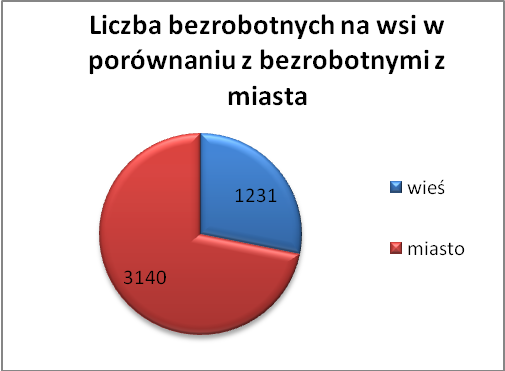 Liczba bezrobotnych na wsi w
porównaniu z bezrobotnymi z
miasta
1231
wieś
miasto
3140